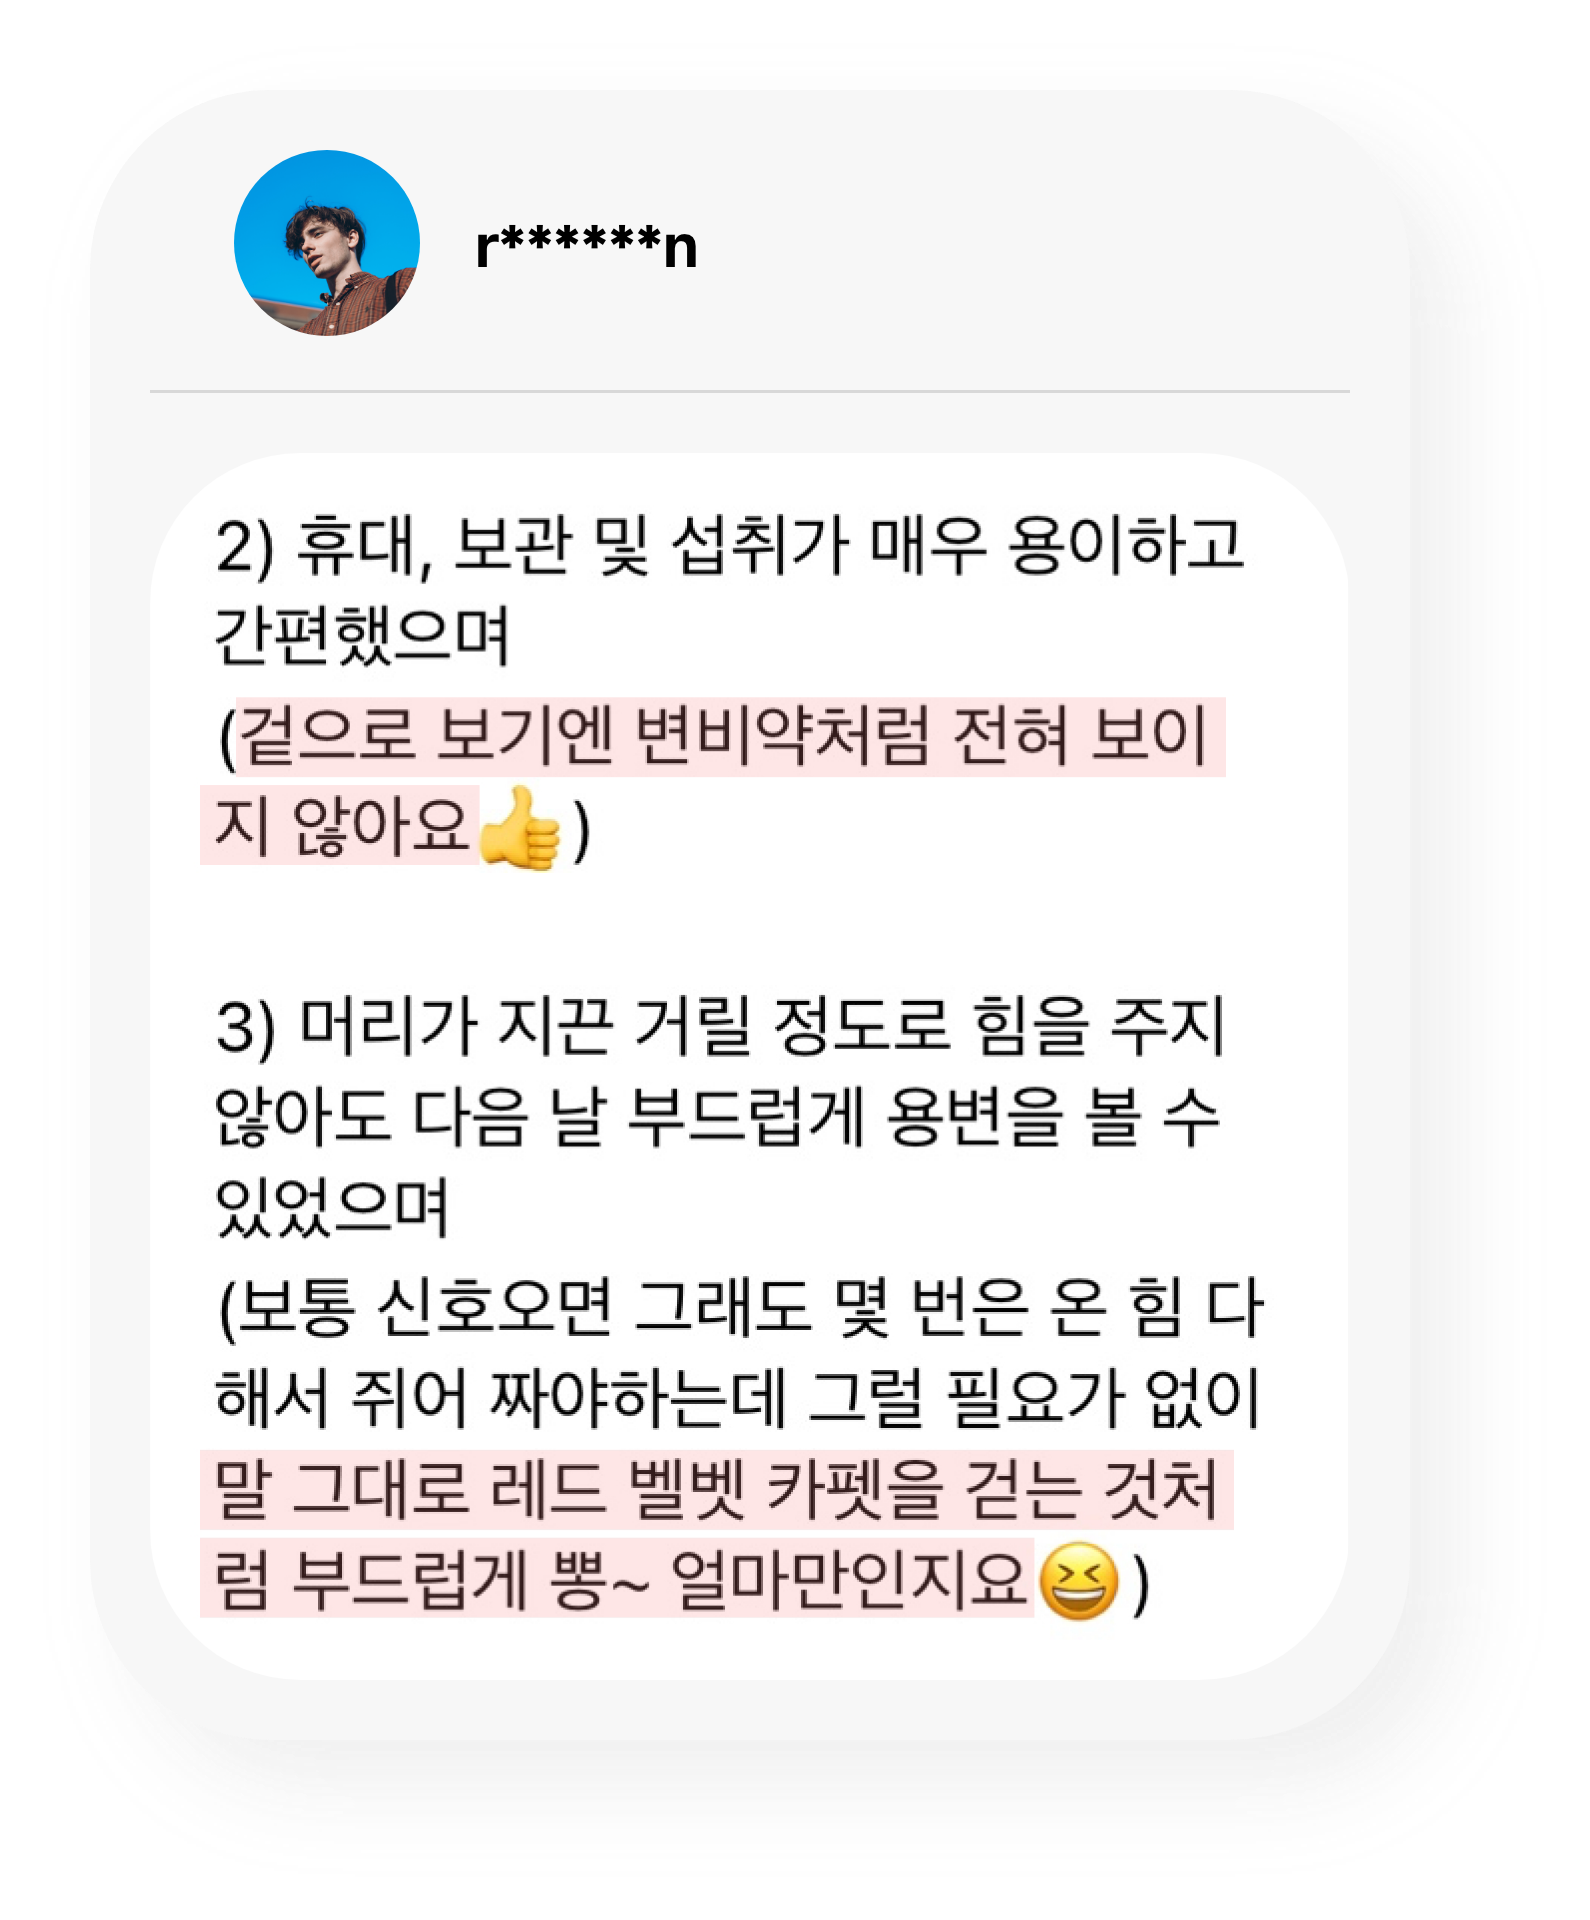 r******n
2) 휴대, 보관 및 섭취가 매우 용이하고
간편했으며
(겉으로 보기엔 변비약처럼 전혀 보이
지 않아요👍)
3) 머리가 지끈 거릴 정도로 힘을 주지
않아도 다음 날 부드럽게 용변을 볼 수
있었으며
(보통 신호오면 그래도 몇 번은 온 힘 다
해서 쥐어 짜야하는데 그럴 필요가 없이
말 그대로 레드 벨벳 카펫을 걷는 것처
럼 부드럽게 뿡~ 얼마만인지요😆)